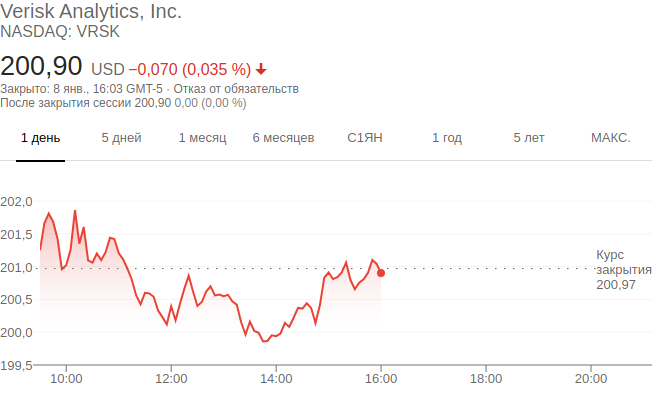 Verisk Analytics, Inc.
NASDAQ: VRSK
200,90 USD −0,070 (0,035 %)
Закрыто: 8 янв., 16:03 GMT-5 · Отказ от обязательств
После закрытия сессии 200,90 0,00 (0,00 %)
1 день 5 дней 1 месяц 6 месяцев С1ЯН 1 год 5 лет МАКС.
202,0
201,5
201,0
200,5
200,0
199,5
Курс
закрытия
200,97
10:00 12:00 14:00 16:00 18:00 20:00